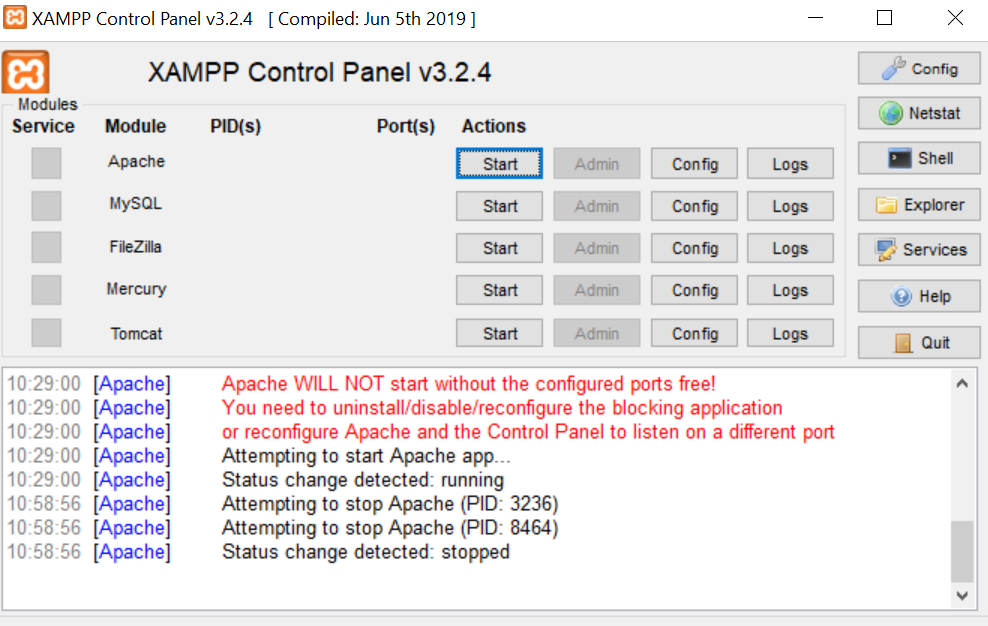 XAMPP Control Panel v3.2.4 [ Compiled: Jun 5th 2019 ]
XAMPP Control Panel v3.2.4
Config
Modules
Service Module PID(s) Port(s) Actions
Netstat
Apache Start Admin Config Logs
Shell
MySQL Start Admin Config Logs
Explorer
FileZilla Start Admin Config Logs
Services
Mercury Start Admin Config Logs
Help
Tomcat Start Admin Config Logs
Quit
10:29:00 [Apache] Apache WILL NOT start without the configured ports free!
10:29:00 [Apache] You need to uninstall/disable/reconfigure the blocking application
10:29:00 [Apache] or reconfigure Apache and the Control Panel to listen on a different port
10:29:00 [Apache] Attempting to start Apache app...
10:29:00 [Apache] Status change detected: running
10:58:56 [Apache] Attempting to stop Apache (PID: 3236)
10:58:56 [Apache] Attempting to stop Apache (PID: 8464)
10:58:56 [Apache] Status change detected: stopped